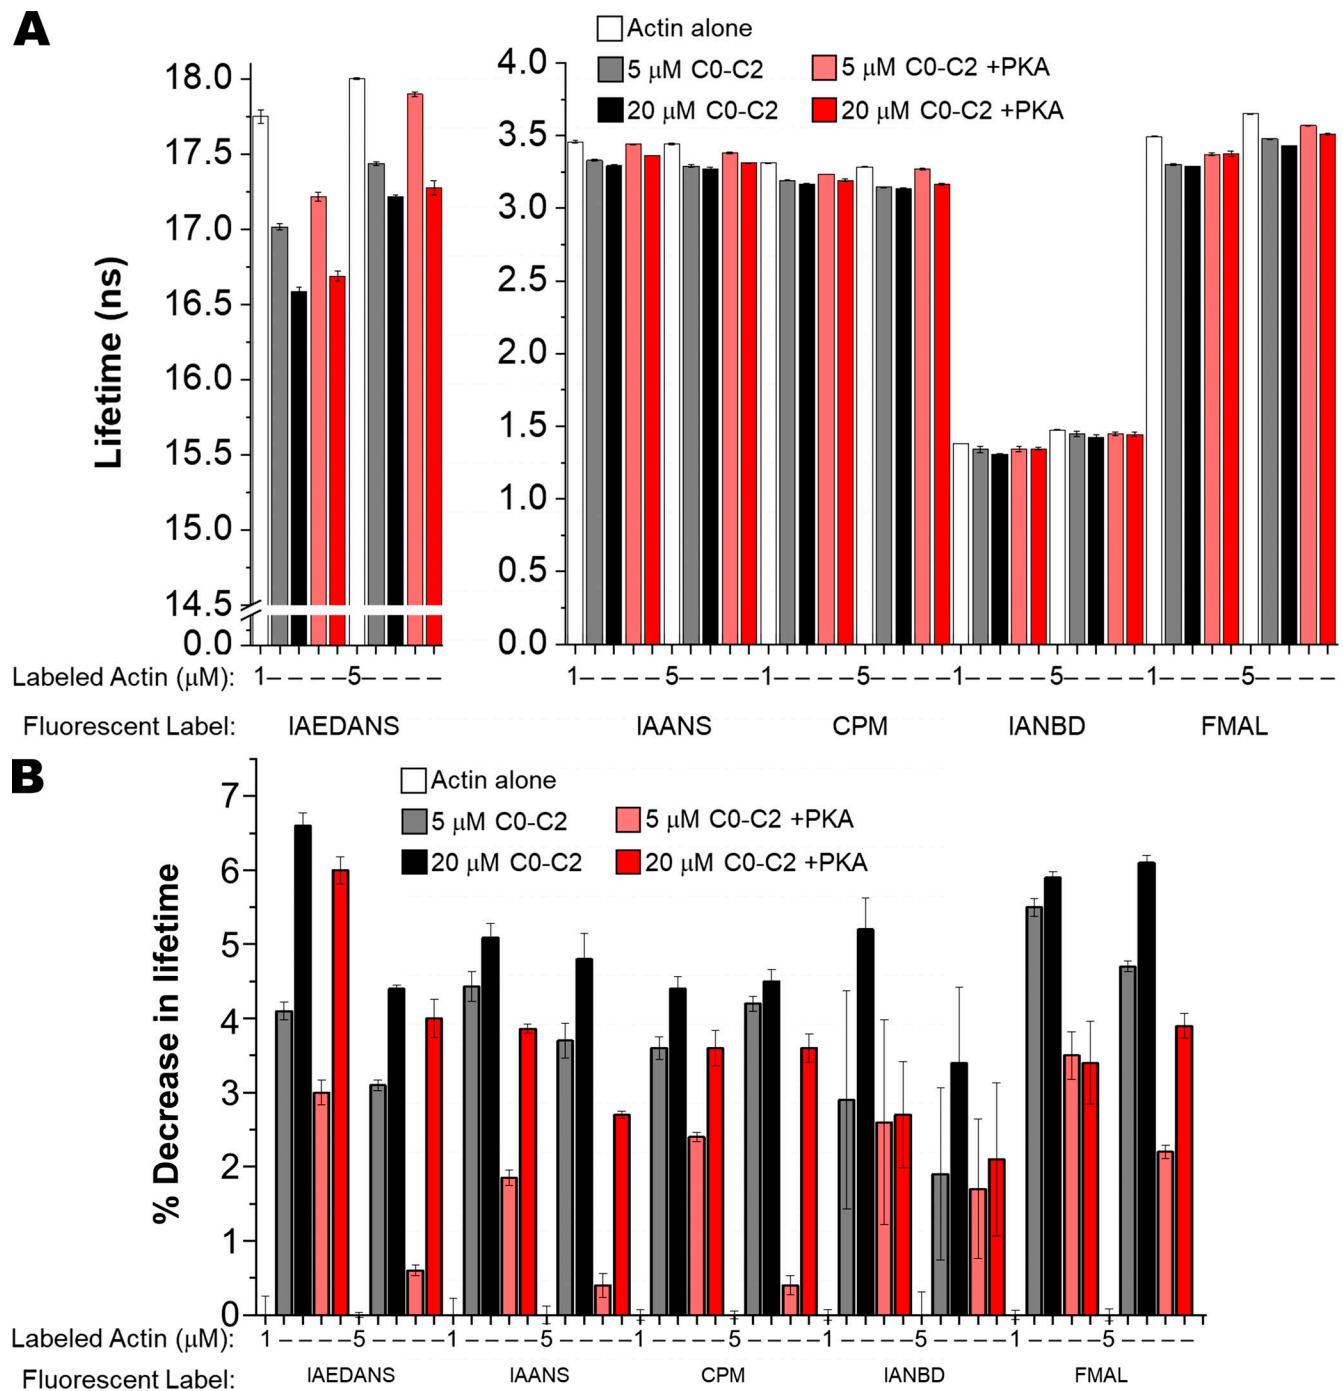 A
Actin alone
5 μM C0-C2
5 μM C0-C2 +PKA
20 μM C0-C2
20 μM C0-C2 +PKA
Lifetime (ns)
18.0
17.5
17.0
16.5
16.0
15.5
15.0
14.5
0.0
4.0
3.5
3.0
2.5
2.0
1.5
1.0
0.5
0.0
Labeled Actin (μM): 1– – – – –5– – – – – 1– – – – –5– – – – –1– – – – –5– – – – –1– – – – –5– – – – –1– – – – –5– – – –
Fluorescent Label: IAEDANS IAANS CPM IANBD FMAL
B
Actin alone
5 μM C0-C2
5 μM C0-C2 +PKA
20 μM C0-C2
20 μM C0-C2 +PKA
% Decrease in lifetime
7
6
5
4
3
2
1
0
Labeled Actin (μM): 1 – – – –5– – – – –1– – – – –5– – – – –1– – – – –5– – – – –1– – – – –5– – – – –1– – – – –5– – – –
Fluorescent Label: IAEDANS IAANS CPM IANBD FMAL